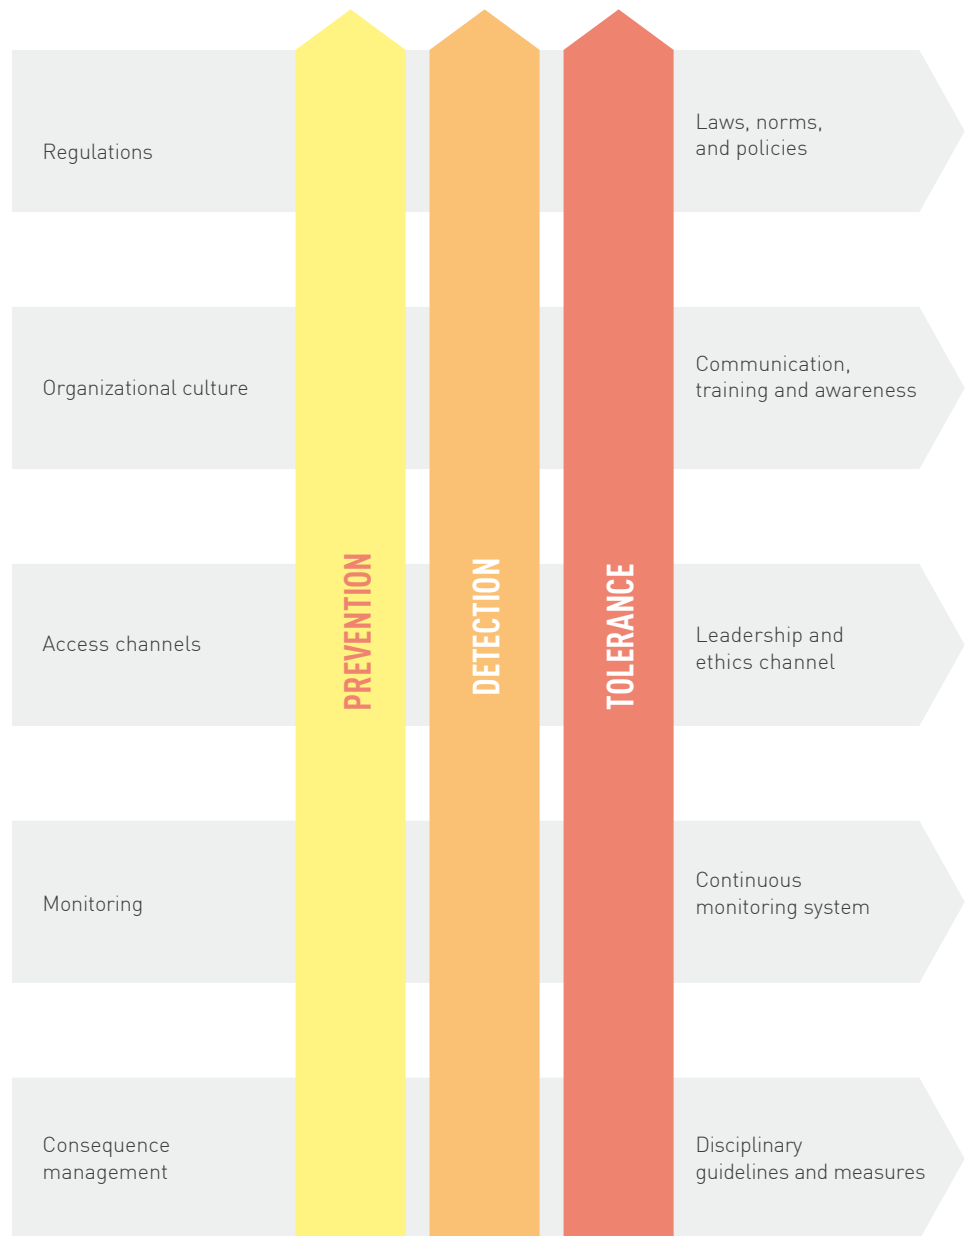 Regulations
Laws, norms,
and policies
Organizational culture
Communication,
training and awareness
PREVENTION
DETECTION
TOLERANCE
Access channels
Leadership and
ethics channel
Monitoring
Continuous
monitoring system
Consequence
management
Disciplinary
guidelines and measures